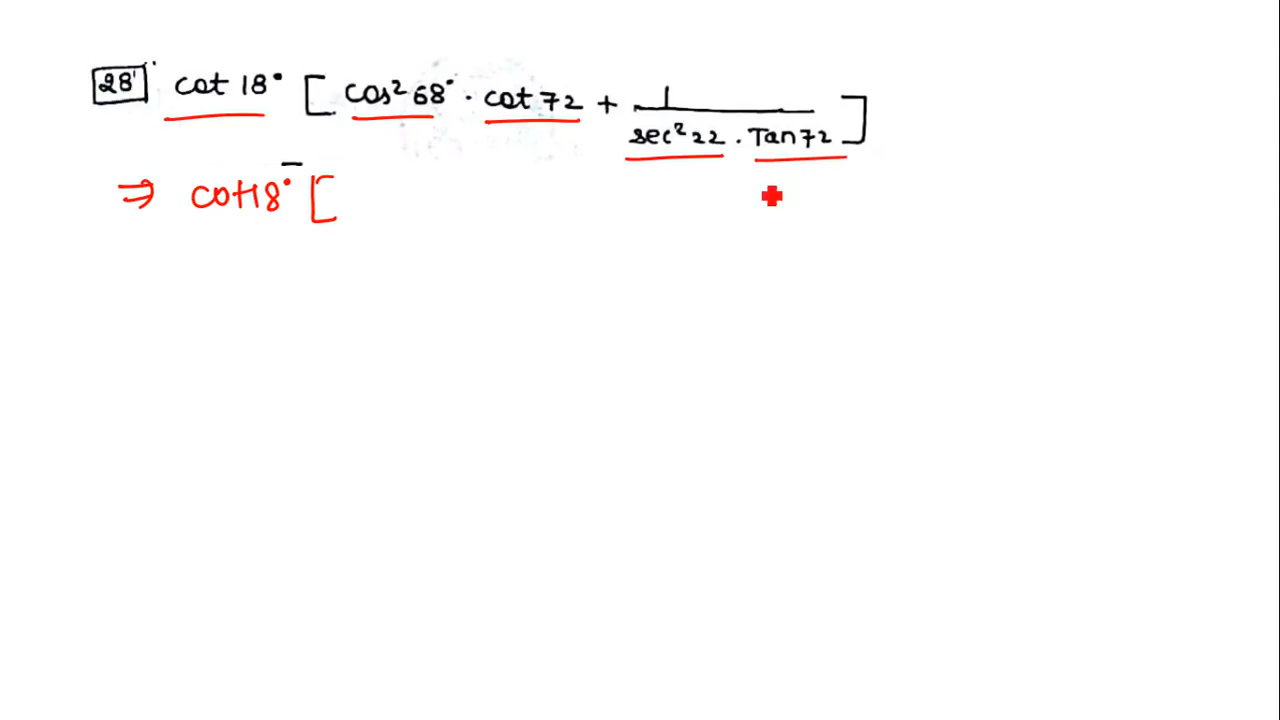 28 cot 18° [ cos² 68° · cot 72 + 1 / sec² 22 · Tan 72 ]
⇒ cot 18° [